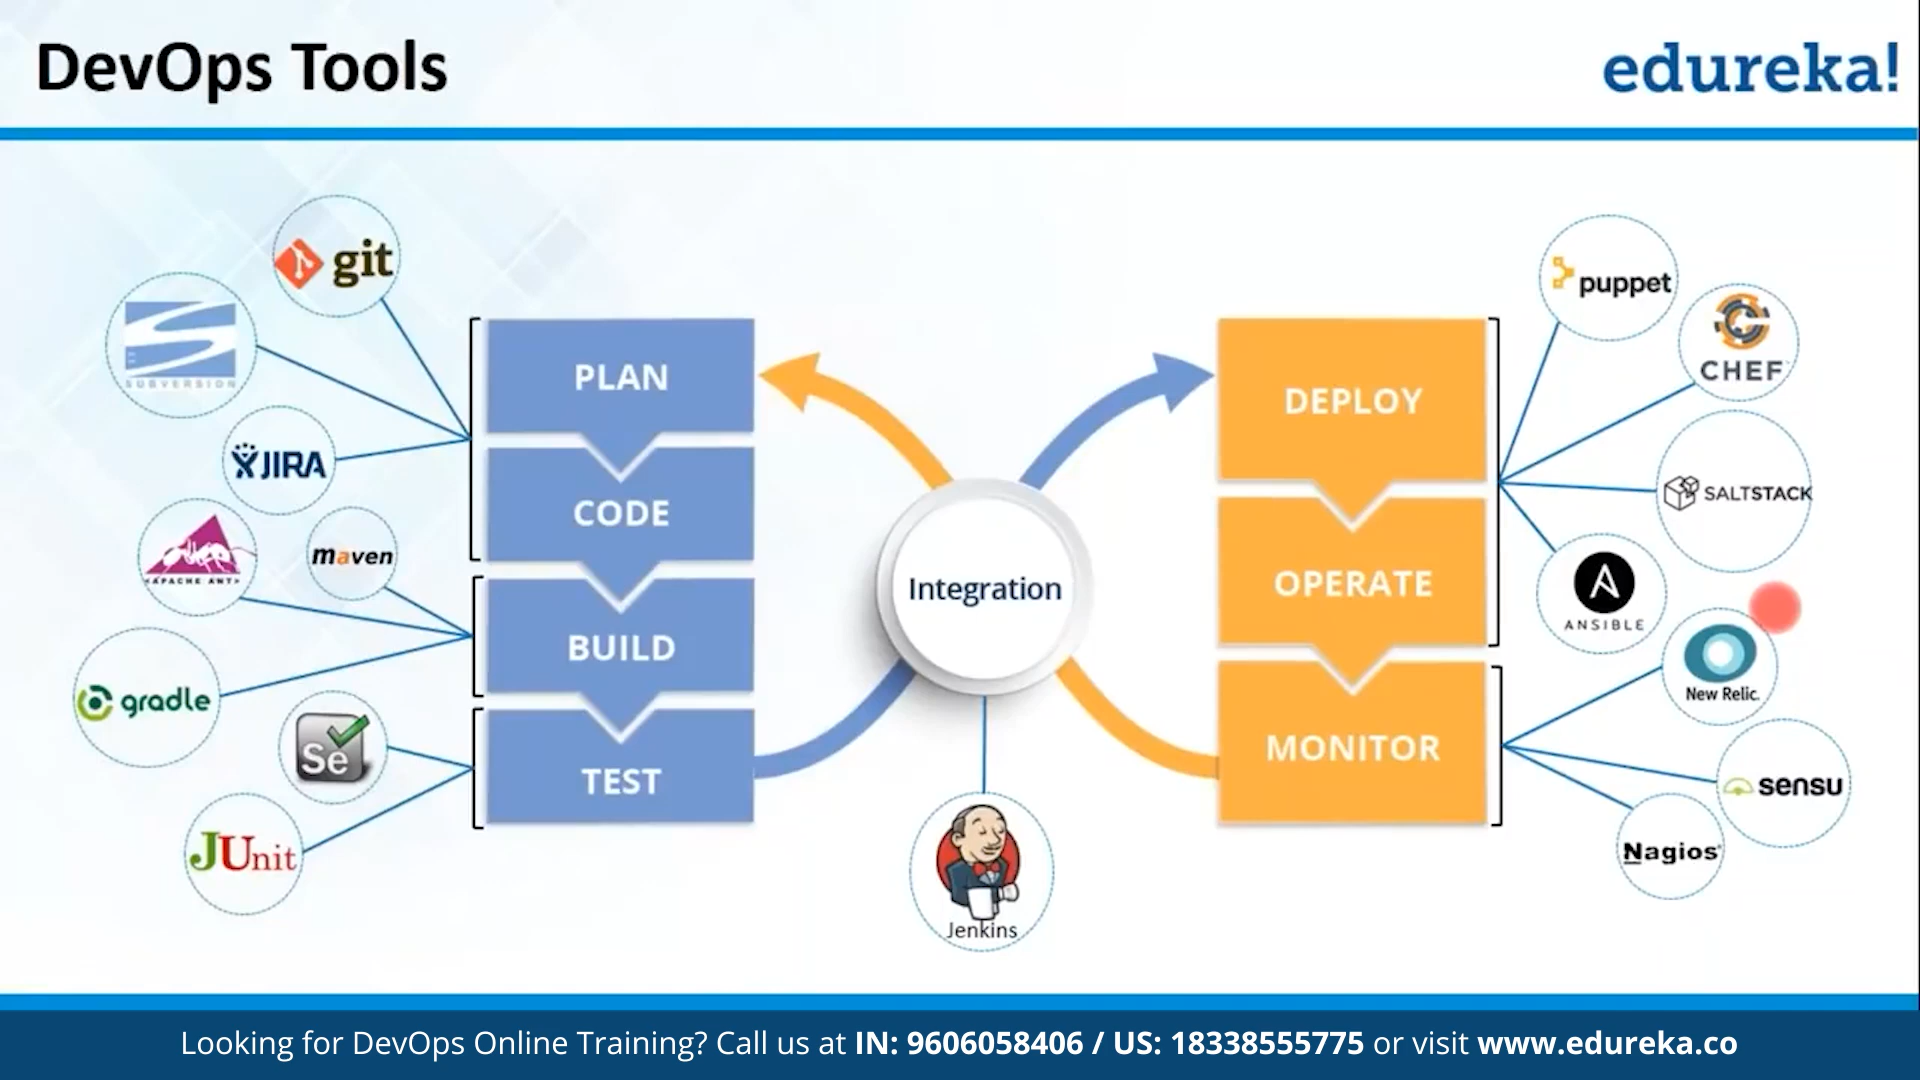 DevOps Tools
edureka!
git
SUBVERSION
JIRA
<APACHE ANT>
maven
gradle
Se
JUnit
PLAN
CODE
BUILD
TEST
Integration
Jenkins
DEPLOY
OPERATE
MONITOR
puppet
CHEF
SALTSTACK
A
ANSIBLE
New Relic.
sensu
Nagios®
Looking for DevOps Online Training? Call us at IN: 9606058406 / US: 18338555775 or visit www.edureka.co